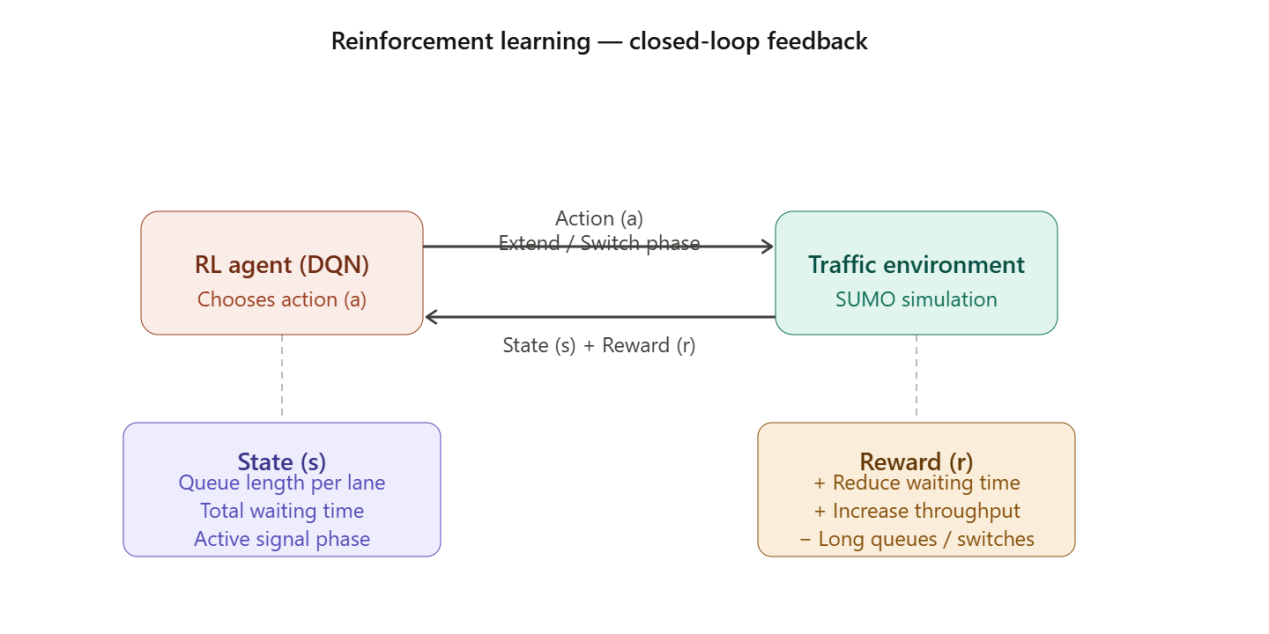 Reinforcement learning — closed-loop feedback
Action (a)
Extend / Switch phase
RL agent (DQN)
Chooses action (a)
Traffic environment
SUMO simulation
State (s) + Reward (r)
State (s)
Queue length per lane
Total waiting time
Active signal phase
Reward (r)
+ Reduce waiting time
+ Increase throughput
− Long queues / switches